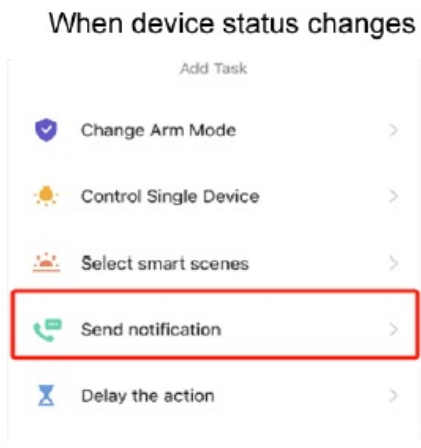 When device status changes
Add Task
Change Arm Mode
Control Single Device
Select smart scenes
Send notification
Delay the action